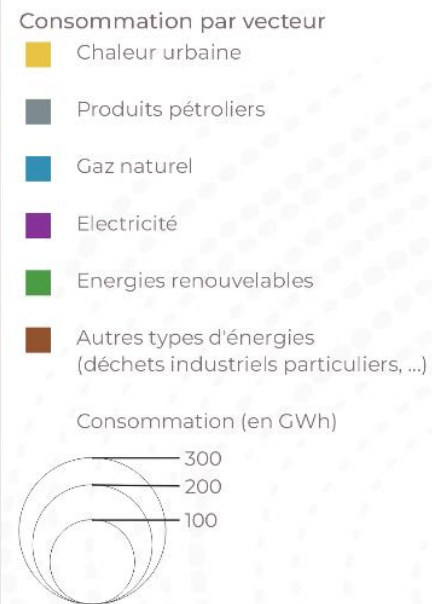 Consommation par vecteur
Chaleur urbaine
Produits pétroliers
Gaz naturel
Electricité
Energies renouvelables
Autres types d'énergies
(déchets industriels particuliers, ...)
Consommation (en GWh)
300
200
100